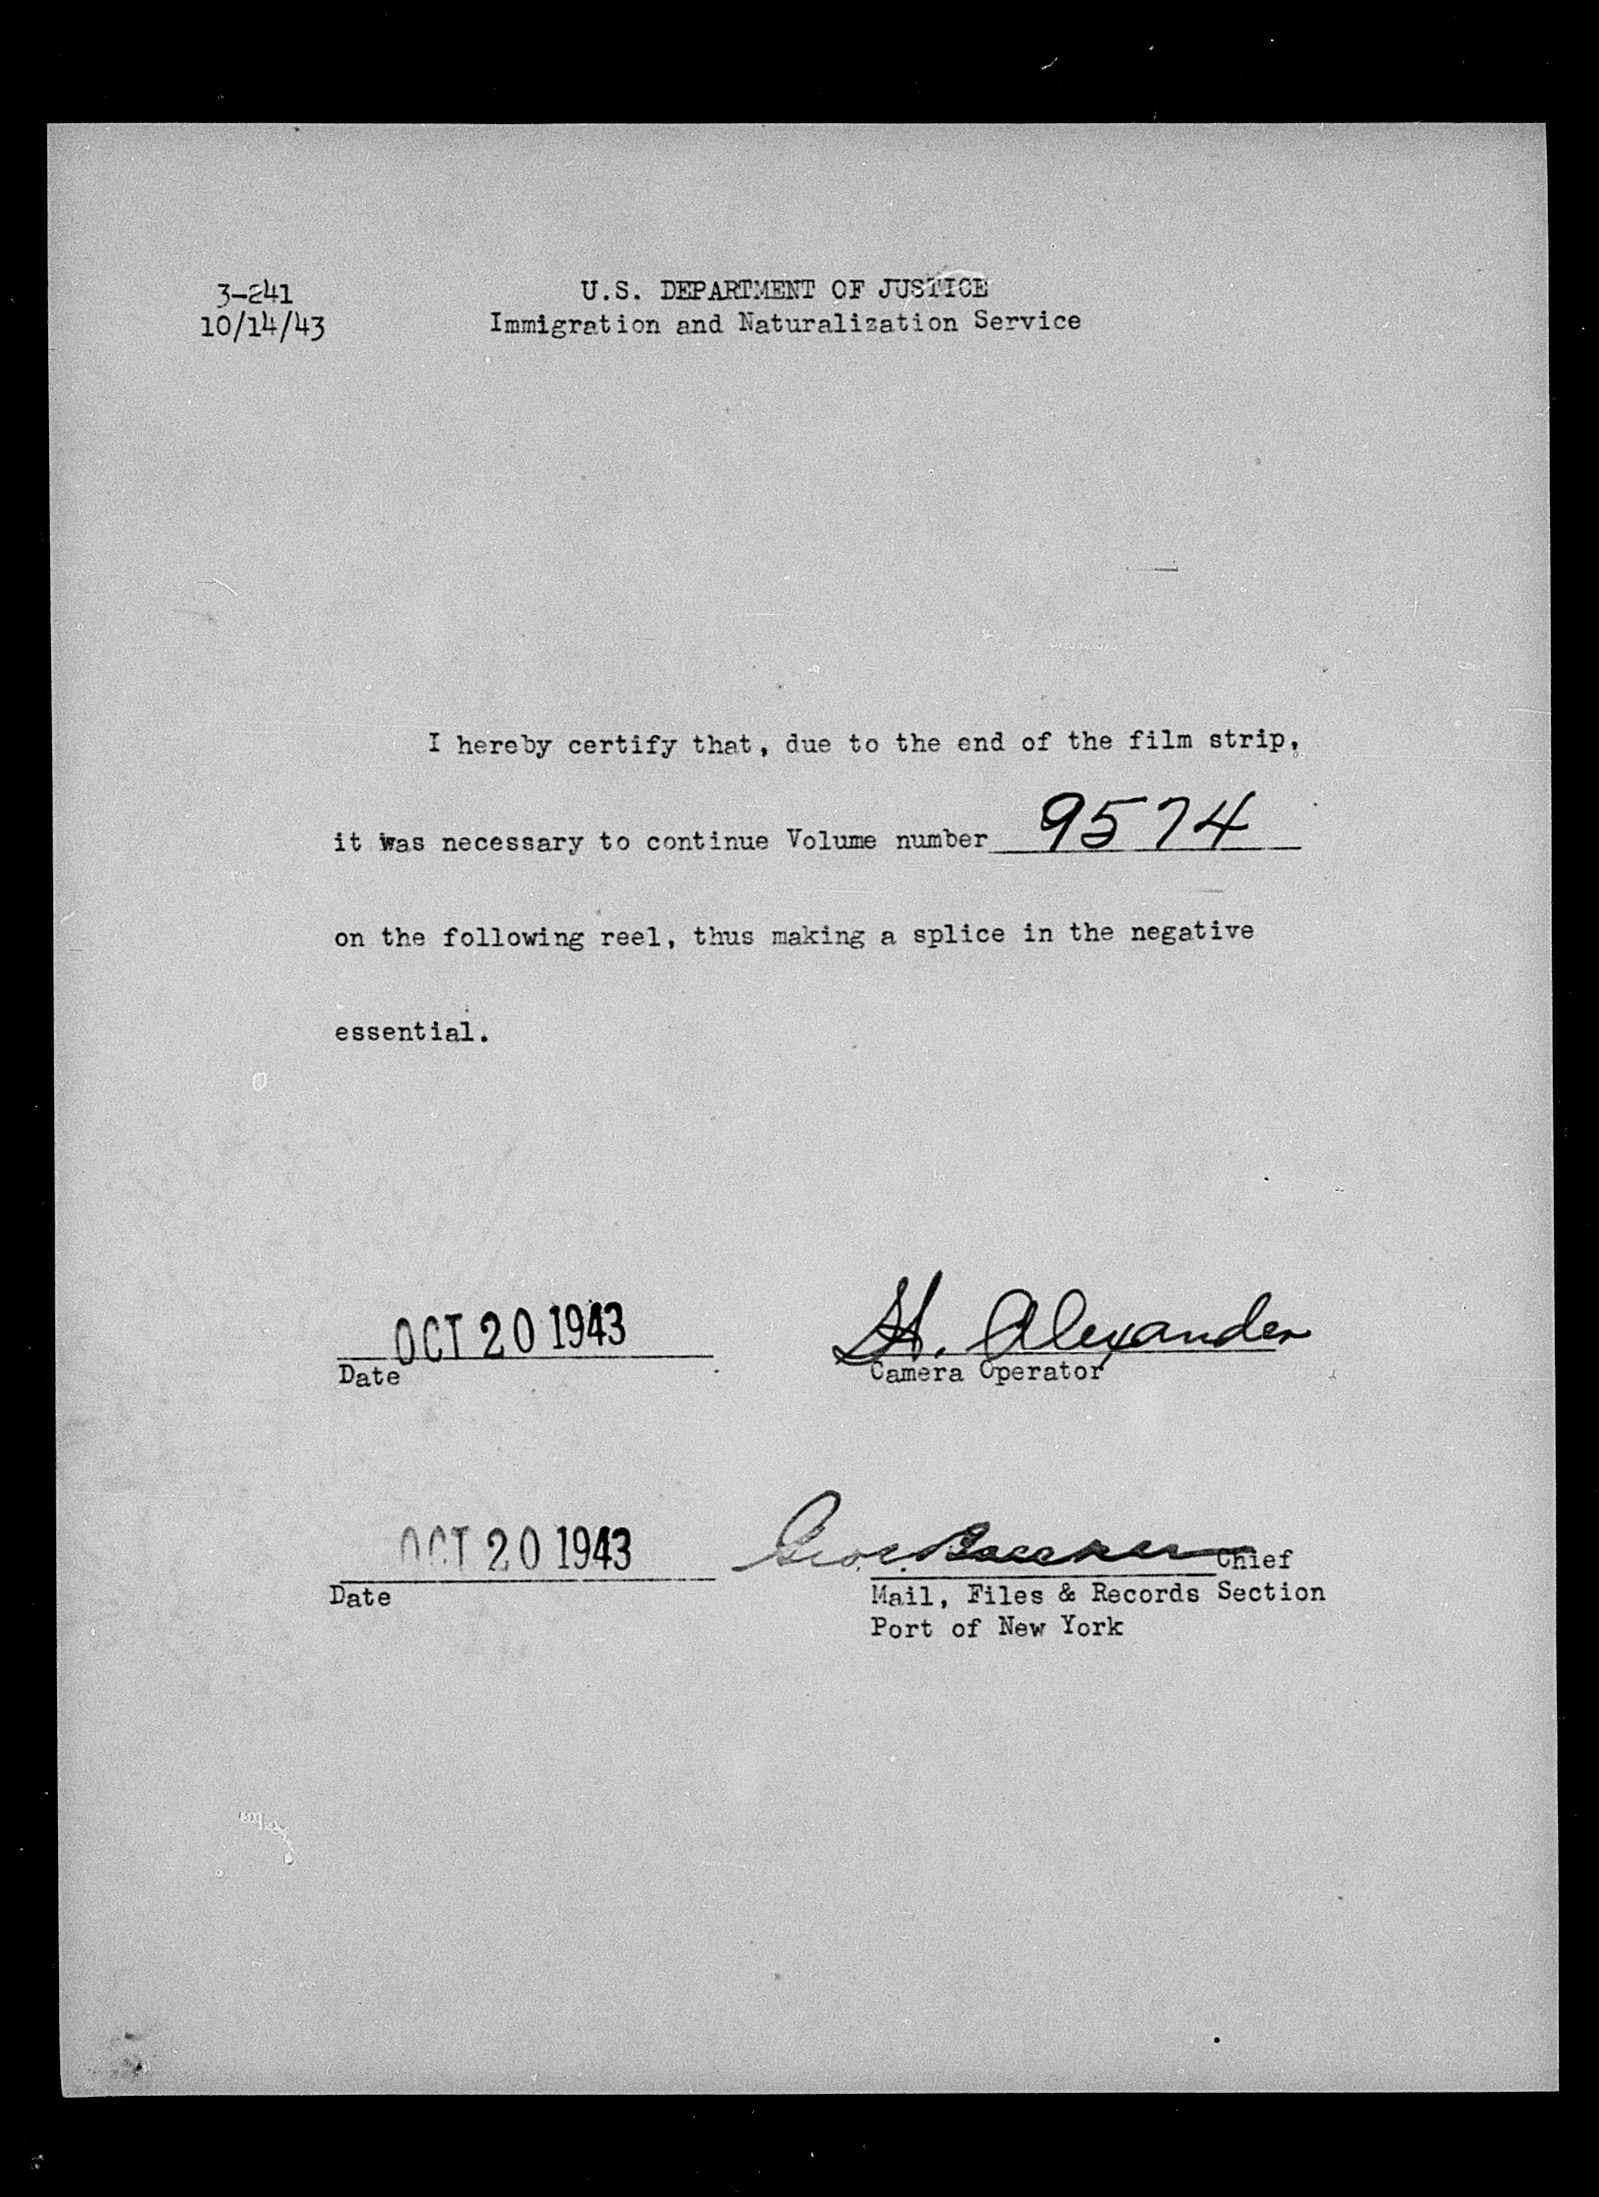 3-241
10/14/43
U.S. DEPARTMENT OF JUSTICE
Immigration and Naturalization Service
I hereby certify that, due to the end of the film strip,
it was necessary to continue Volume number 9574
on the following reel, thus making a splice in the negative
essential.
OCT 20 1943
Date
H. Alexander
Camera Operator
OCT 20 1943
Date
Chief
Mail, Files & Records Section
Port of New York